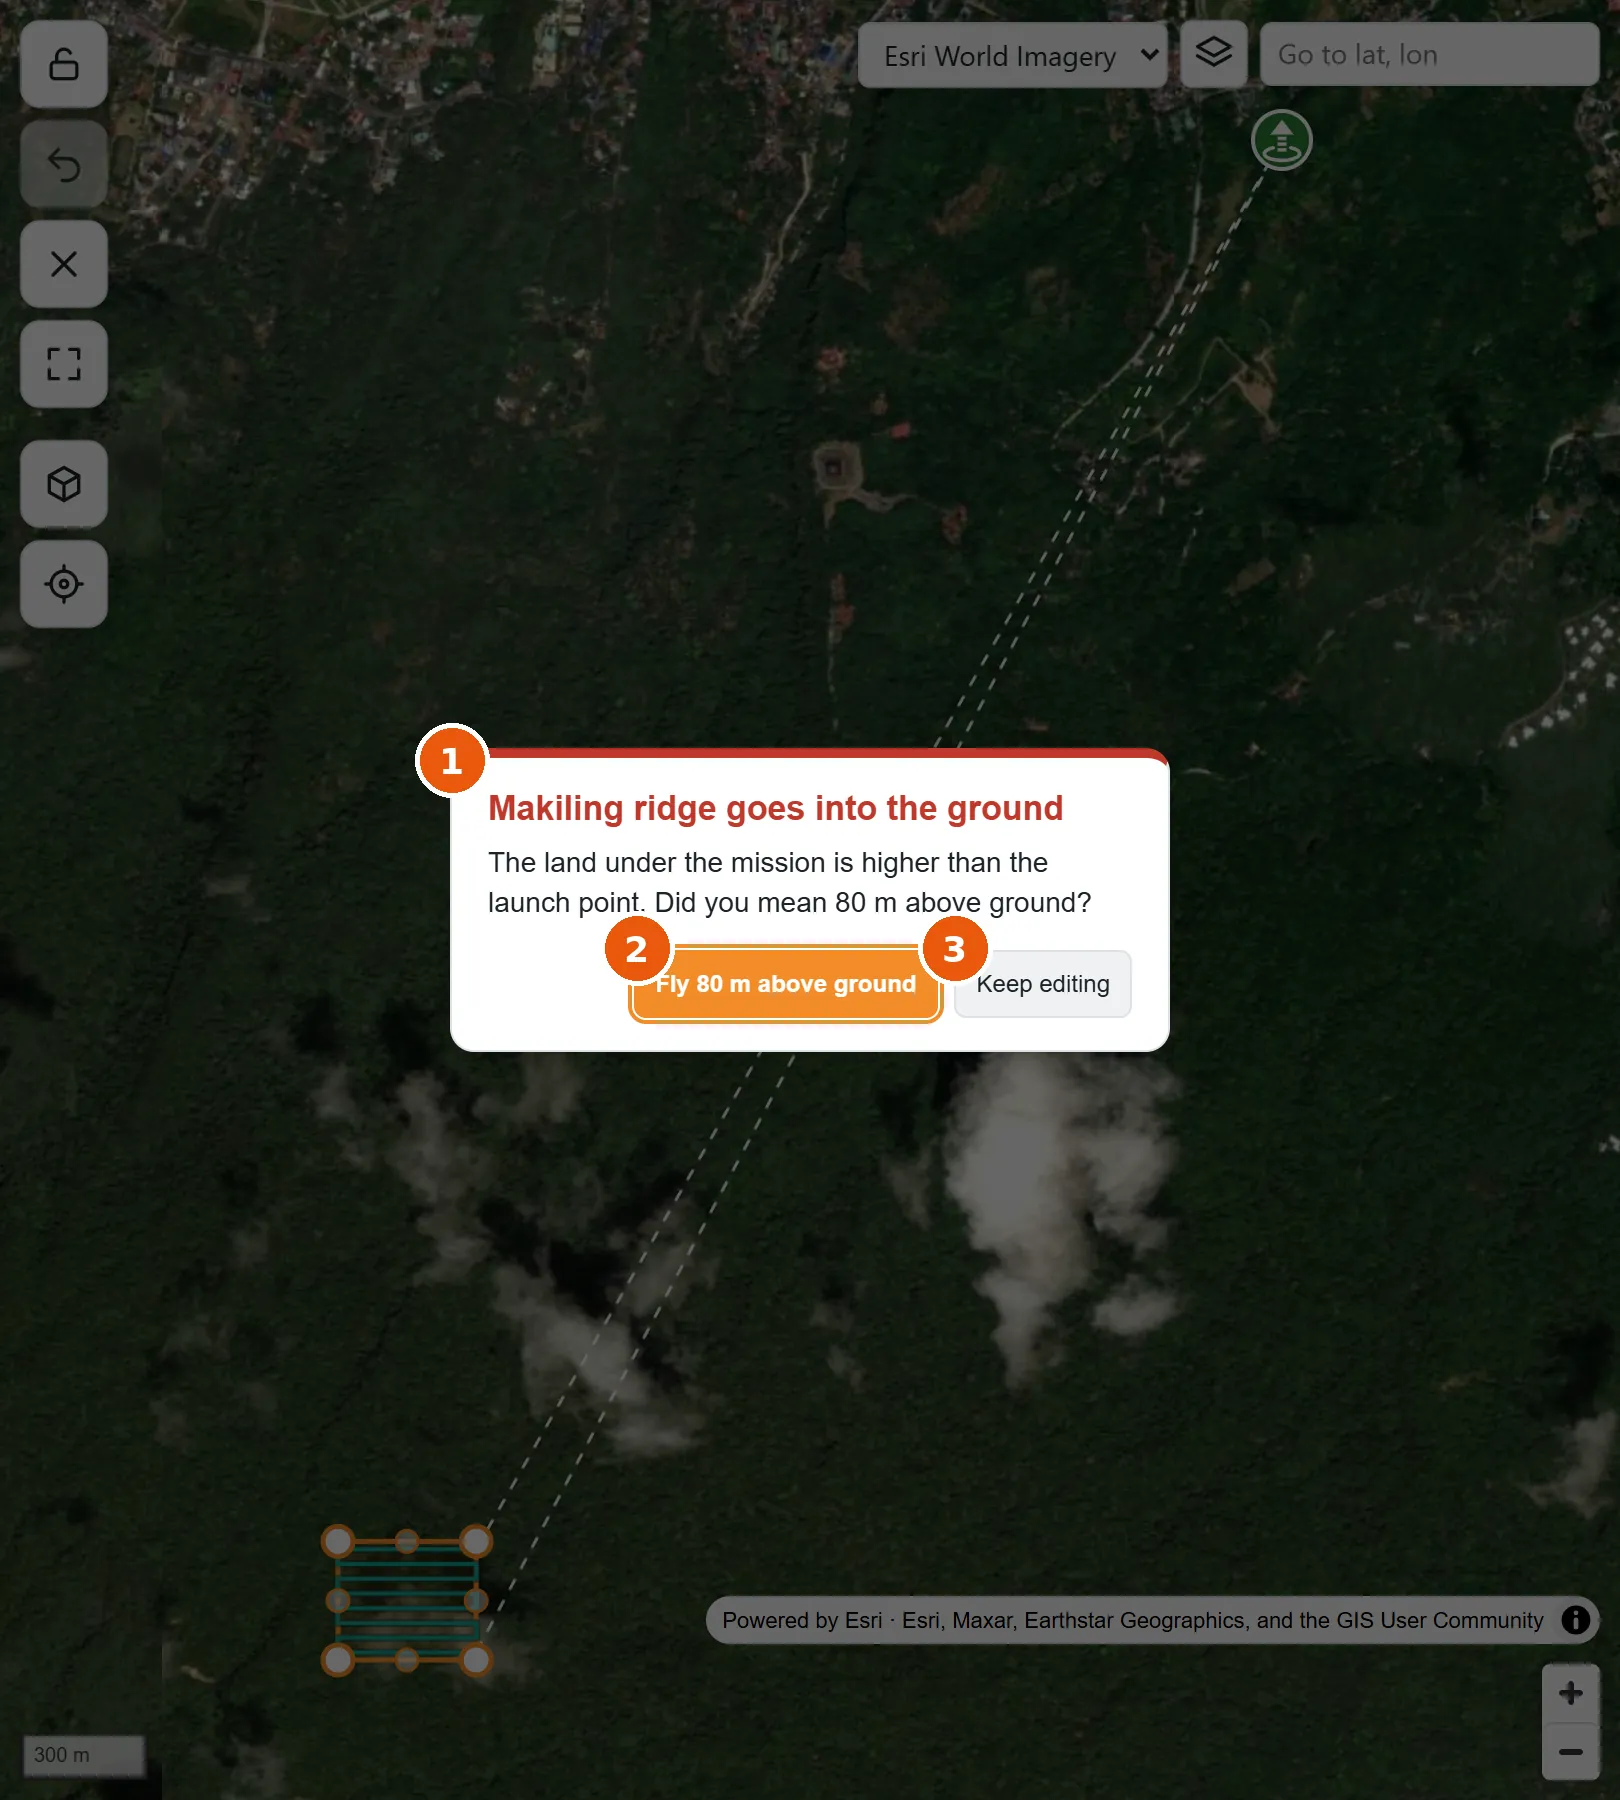 Esri World Imagery
Go to lat, lon
1
Makiling ridge goes into the ground
The land under the mission is higher than the
launch point. Did you mean 80 m above ground?
2
3
Fly 80 m above ground
Keep editing
Powered by Esri · Esri, Maxar, Earthstar Geographics, and the GIS User Community
300 m